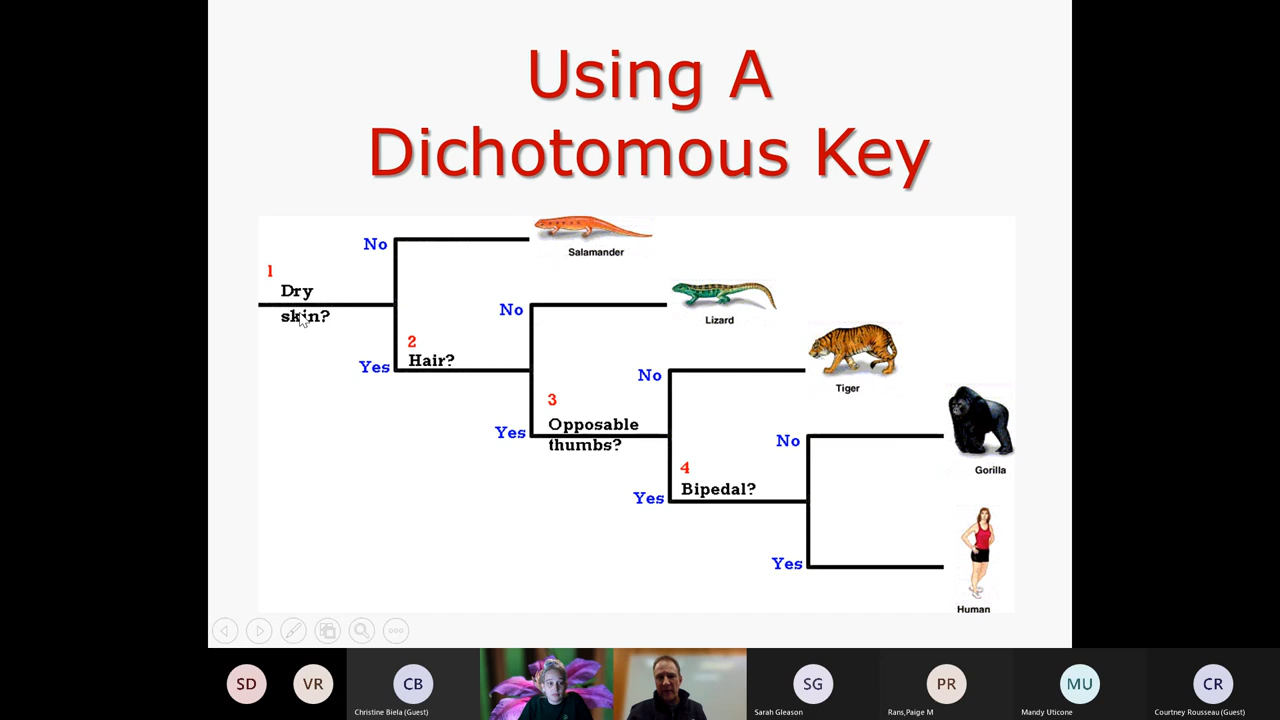 Using A
Dichotomous Key
No
Salamander
1
Dry
skin?
No
Lizard
2
Hair?
Yes
No
Tiger
3
Opposable
thumbs?
Yes
No
Gorilla
4
Bipedal?
Yes
Yes
Human
SD
VR
CB
Christine Biela (Guest)
SG
Sarah Gleason
PR
Rans,Paige M
MU
Mandy Uticone
CR
Courtney Rousseau (Guest)